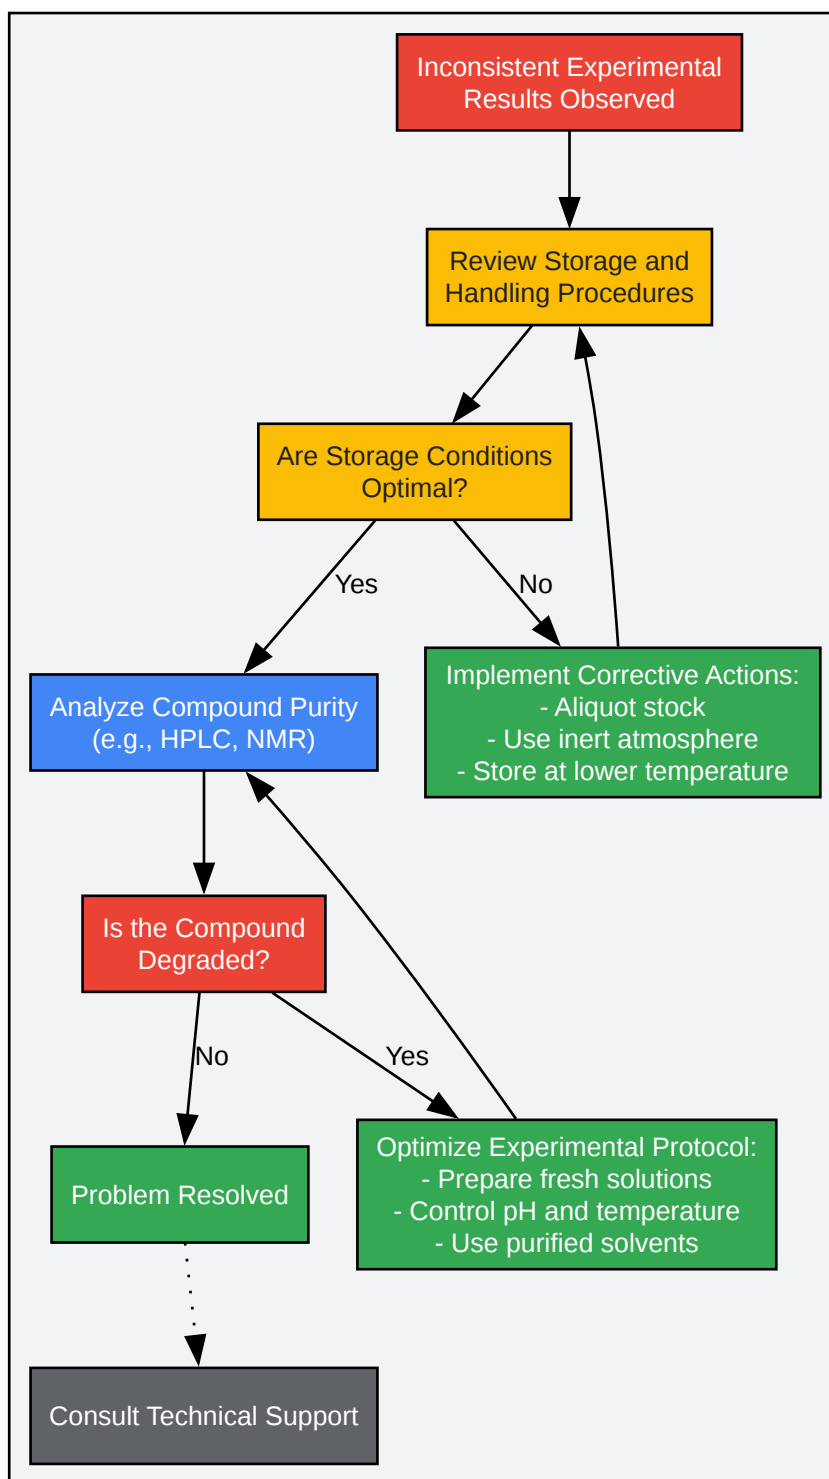 Inconsistent Experimental
Results Observed
Review Storage and
Handling Procedures
Are Storage Conditions
Optimal?
Yes
No
Analyze Compound Purity
(e.g., HPLC, NMR)
Implement Corrective Actions:
- Aliquot stock
- Use inert atmosphere
- Store at lower temperature
Is the Compound
Degraded?
No
Yes
Problem Resolved
Optimize Experimental Protocol:
- Prepare fresh solutions
- Control pH and temperature
- Use purified solvents
Consult Technical Support